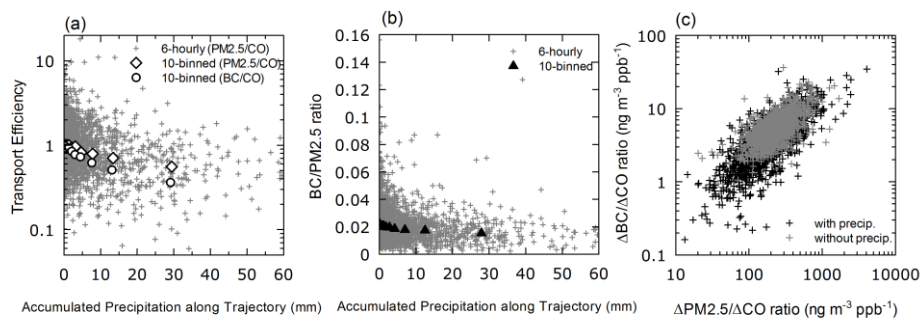 (a)
6-hourly (PM2.5/CO)
10-binned (PM2.5/CO)
10-binned (BC/CO)
Transport Efficiency
10
1
0.1
0 10 20 30 40 50 60
Accumulated Precipitation along Trajectory (mm)
(b)
6-hourly
10-binned
BC/PM2.5 ratio
0.16
0.14
0.12
0.10
0.08
0.06
0.04
0.02
0.00
0 10 20 30 40 50 60
Accumulated Precipitation along Trajectory (mm)
(c)
ΔBC/ΔCO ratio (ng m⁻³ ppb⁻¹)
100
10
1
0.1
with precip.
without precip.
10 100 1000 10000
ΔPM2.5/ΔCO ratio (ng m⁻³ ppb⁻¹)